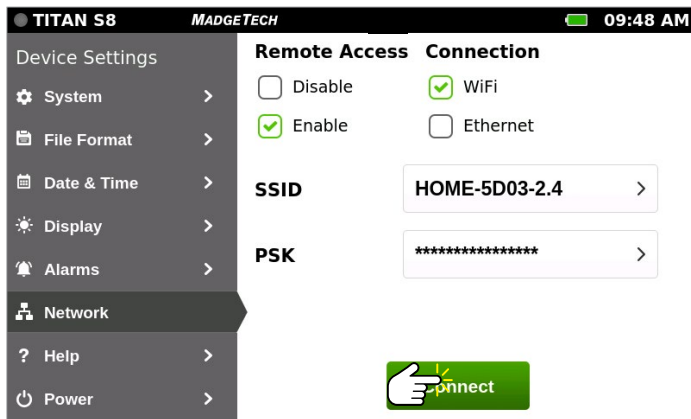 TITAN S8 MADGETECH 09:48 AM
Device Settings
System
File Format
Date & Time
Display
Alarms
Network
? Help
Power
Remote Access Connection
Disable WiFi
Enable Ethernet
SSID HOME-5D03-2.4
PSK ****************
Connect